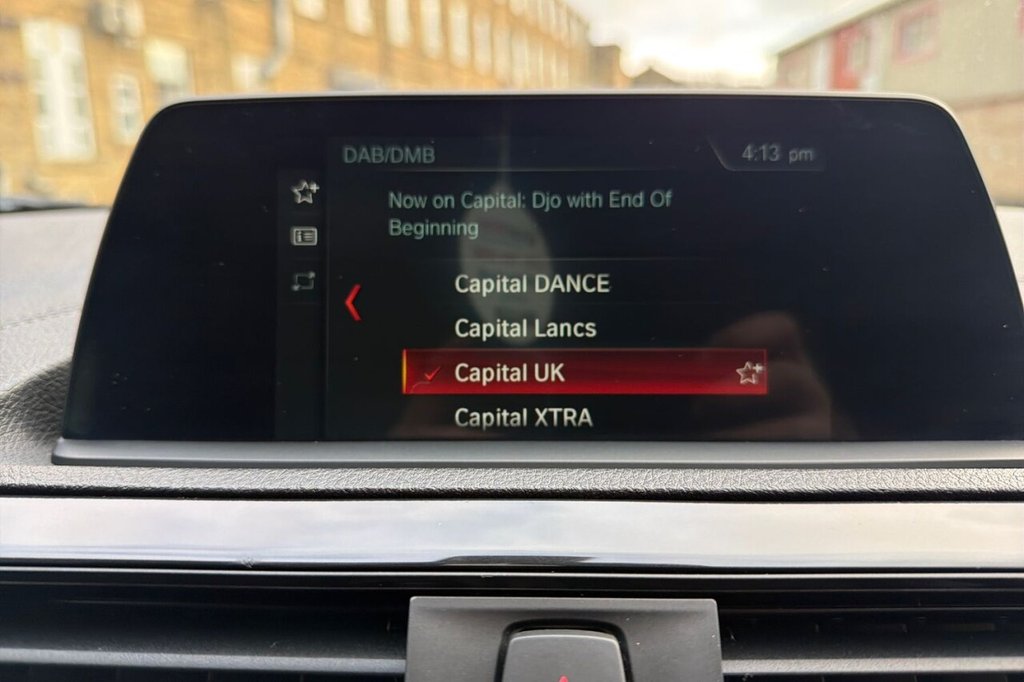 DAB/DMB
4:13 pm
Now on Capital: Djo with End Of
Beginning
Capital DANCE
Capital Lancs
Capital UK
Capital XTRA